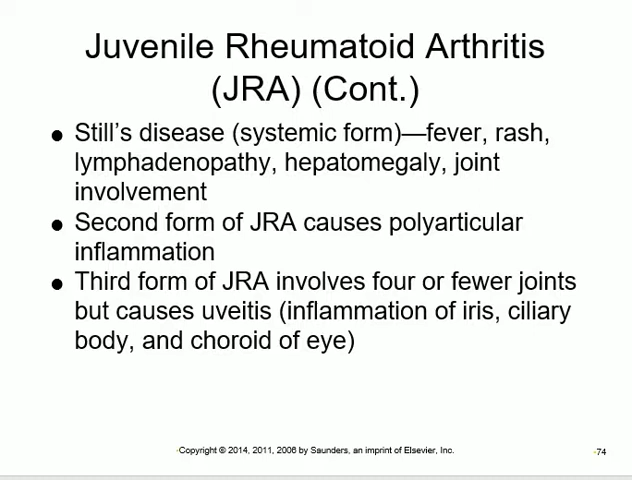 Juvenile Rheumatoid Arthritis
(JRA) (Cont.)
● Still's disease (systemic form)—fever, rash,
lymphadenopathy, hepatomegaly, joint
involvement
● Second form of JRA causes polyarticular
inflammation
● Third form of JRA involves four or fewer joints
but causes uveitis (inflammation of iris, ciliary
body, and choroid of eye)
Copyright © 2014, 2011, 2006 by Saunders, an imprint of Elsevier, Inc.
74